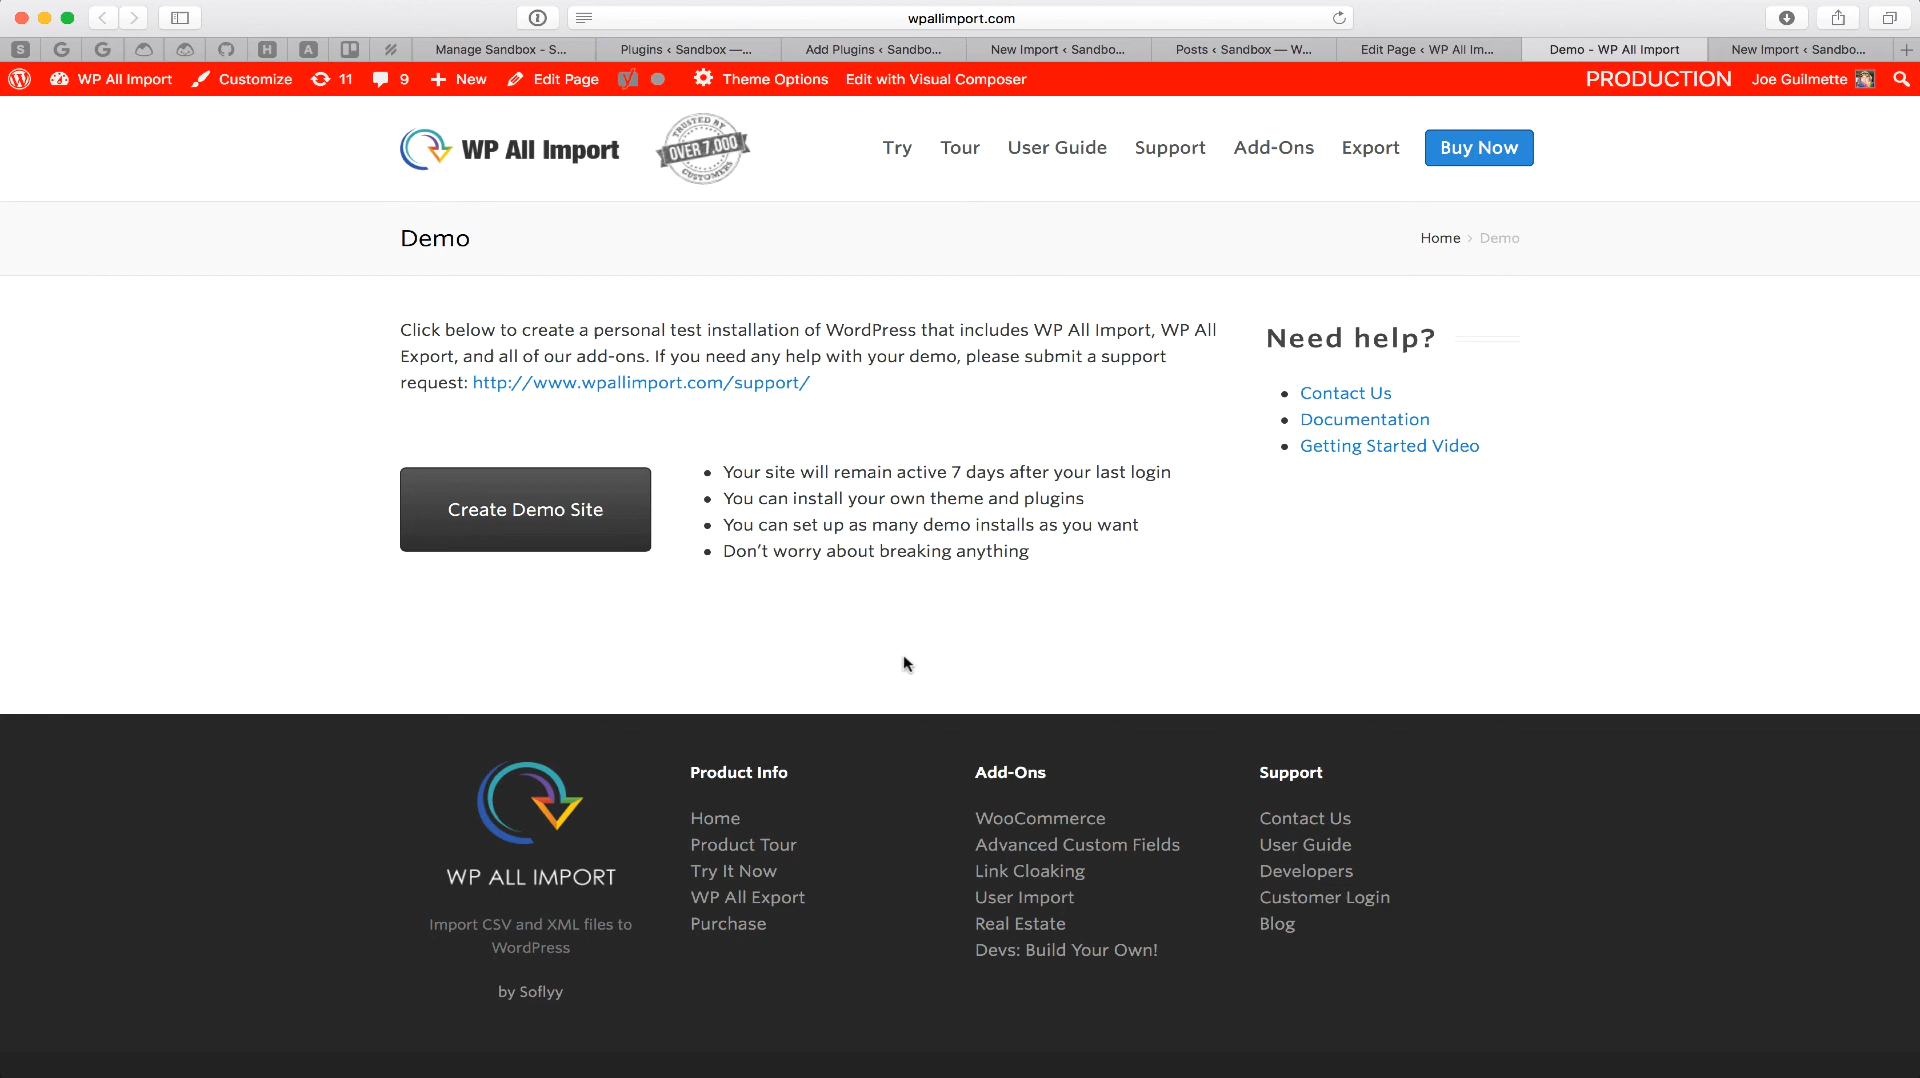 wpallimport.com
S
G
G
H
A
Manage Sandbox - S...
Plugins ‹ Sandbox —...
Add Plugins ‹ Sandbo...
New Import ‹ Sandbo...
Posts ‹ Sandbox — W...
Edit Page ‹ WP All Im...
Demo - WP All Import
New Import ‹ Sandbo...
WP All Import
Customize
11
9
New
Edit Page
Theme Options
Edit with Visual Composer
PRODUCTION
Joe Guilmette
WP All Import
TRUSTED BY
OVER 7,000
CUSTOMERS
Try
Tour
User Guide
Support
Add-Ons
Export
Buy Now
Demo
Home › Demo
Click below to create a personal test installation of WordPress that includes WP All Import, WP All
Export, and all of our add-ons. If you need any help with your demo, please submit a support
request: http://www.wpallimport.com/support/
Create Demo Site
Your site will remain active 7 days after your last login
You can install your own theme and plugins
You can set up as many demo installs as you want
Don’t worry about breaking anything
Need help?
Contact Us
Documentation
Getting Started Video
WP ALL IMPORT
Import CSV and XML files to
WordPress
by Soflyy
Product Info
Home
Product Tour
Try It Now
WP All Export
Purchase
Add-Ons
WooCommerce
Advanced Custom Fields
Link Cloaking
User Import
Real Estate
Devs: Build Your Own!
Support
Contact Us
User Guide
Developers
Customer Login
Blog